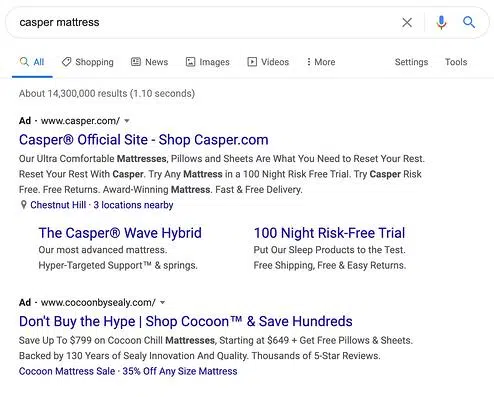 casper mattress
All Shopping News Images Videos More Settings Tools
About 14,300,000 results (1.10 seconds)
Ad · www.casper.com/
Casper® Official Site - Shop Casper.com
Our Ultra Comfortable Mattresses, Pillows and Sheets Are What You Need to Reset Your Rest.
Reset Your Rest With Casper. Try Any Mattress in a 100 Night Risk Free Trial. Try Casper Risk
Free. Free Returns. Award-Winning Mattress. Fast & Free Delivery.
Chestnut Hill · 3 locations nearby
The Casper® Wave Hybrid
Our most advanced mattress.
Hyper-Targeted Support™ & springs.
100 Night Risk-Free Trial
Put Our Sleep Products to the Test.
Free Shipping, Free & Easy Returns.
Ad · www.cocoonbysealy.com/
Don't Buy the Hype | Shop Cocoon™ & Save Hundreds
Save Up To $799 on Cocoon Chill Mattresses, Starting at $649 + Get Free Pillows & Sheets.
Backed by 130 Years of Sealy Innovation And Quality. Thousands of 5-Star Reviews.
Cocoon Mattress Sale · 35% Off Any Size Mattress